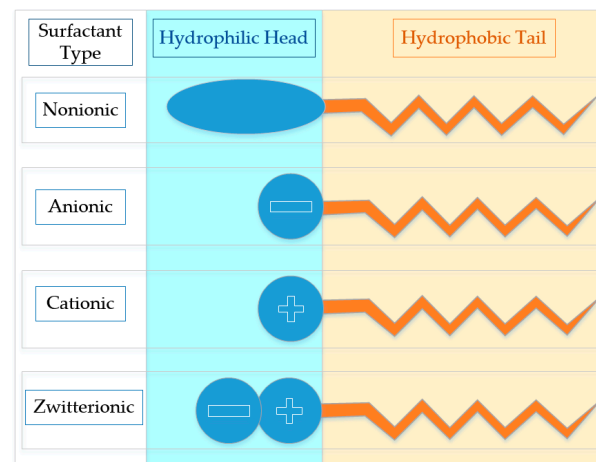 Surfactant
Type
Hydrophilic Head
Hydrophobic Tail
Nonionic
Anionic
Cationic
Zwitterionic